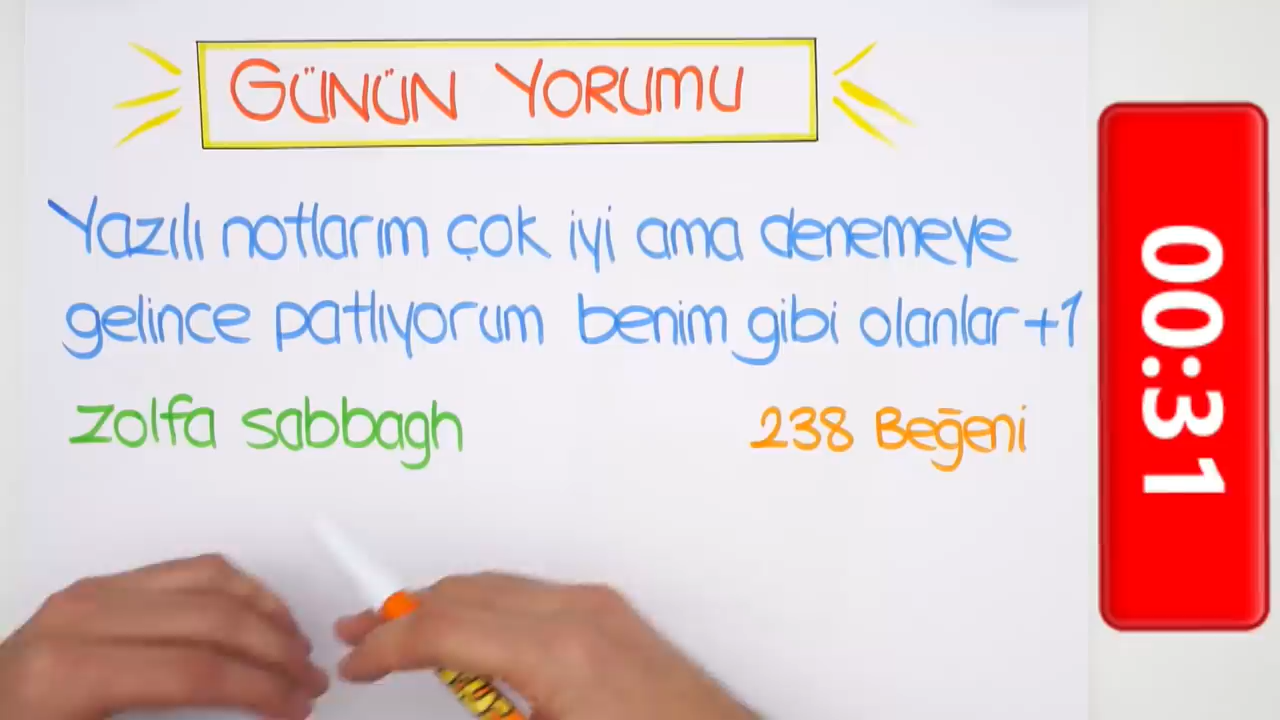 GÜNÜN YORUMU
Yazılı notlarım çok iyi ama denemeye
gelince patlıyorum benim gibi olanlar +1
zolfa sabbagh
238 Beğeni
00:31